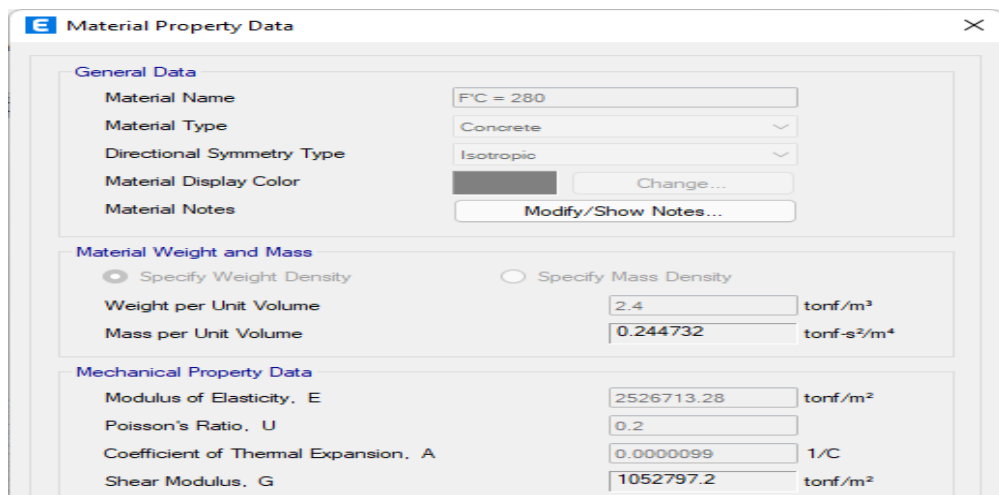 E Material Property Data
General Data
Material Name F'C = 280
Material Type Concrete
Directional Symmetry Type Isotropic
Material Display Color Change...
Material Notes Modify/Show Notes...
Material Weight and Mass
Specify Weight Density Specify Mass Density
Weight per Unit Volume 2.4 tonf/m³
Mass per Unit Volume 0.244732 tonf-s²/m⁴
Mechanical Property Data
Modulus of Elasticity, E 2526713.28 tonf/m²
Poisson's Ratio, U 0.2
Coefficient of Thermal Expansion, A 0.0000099 1/C
Shear Modulus, G 1052797.2 tonf/m²